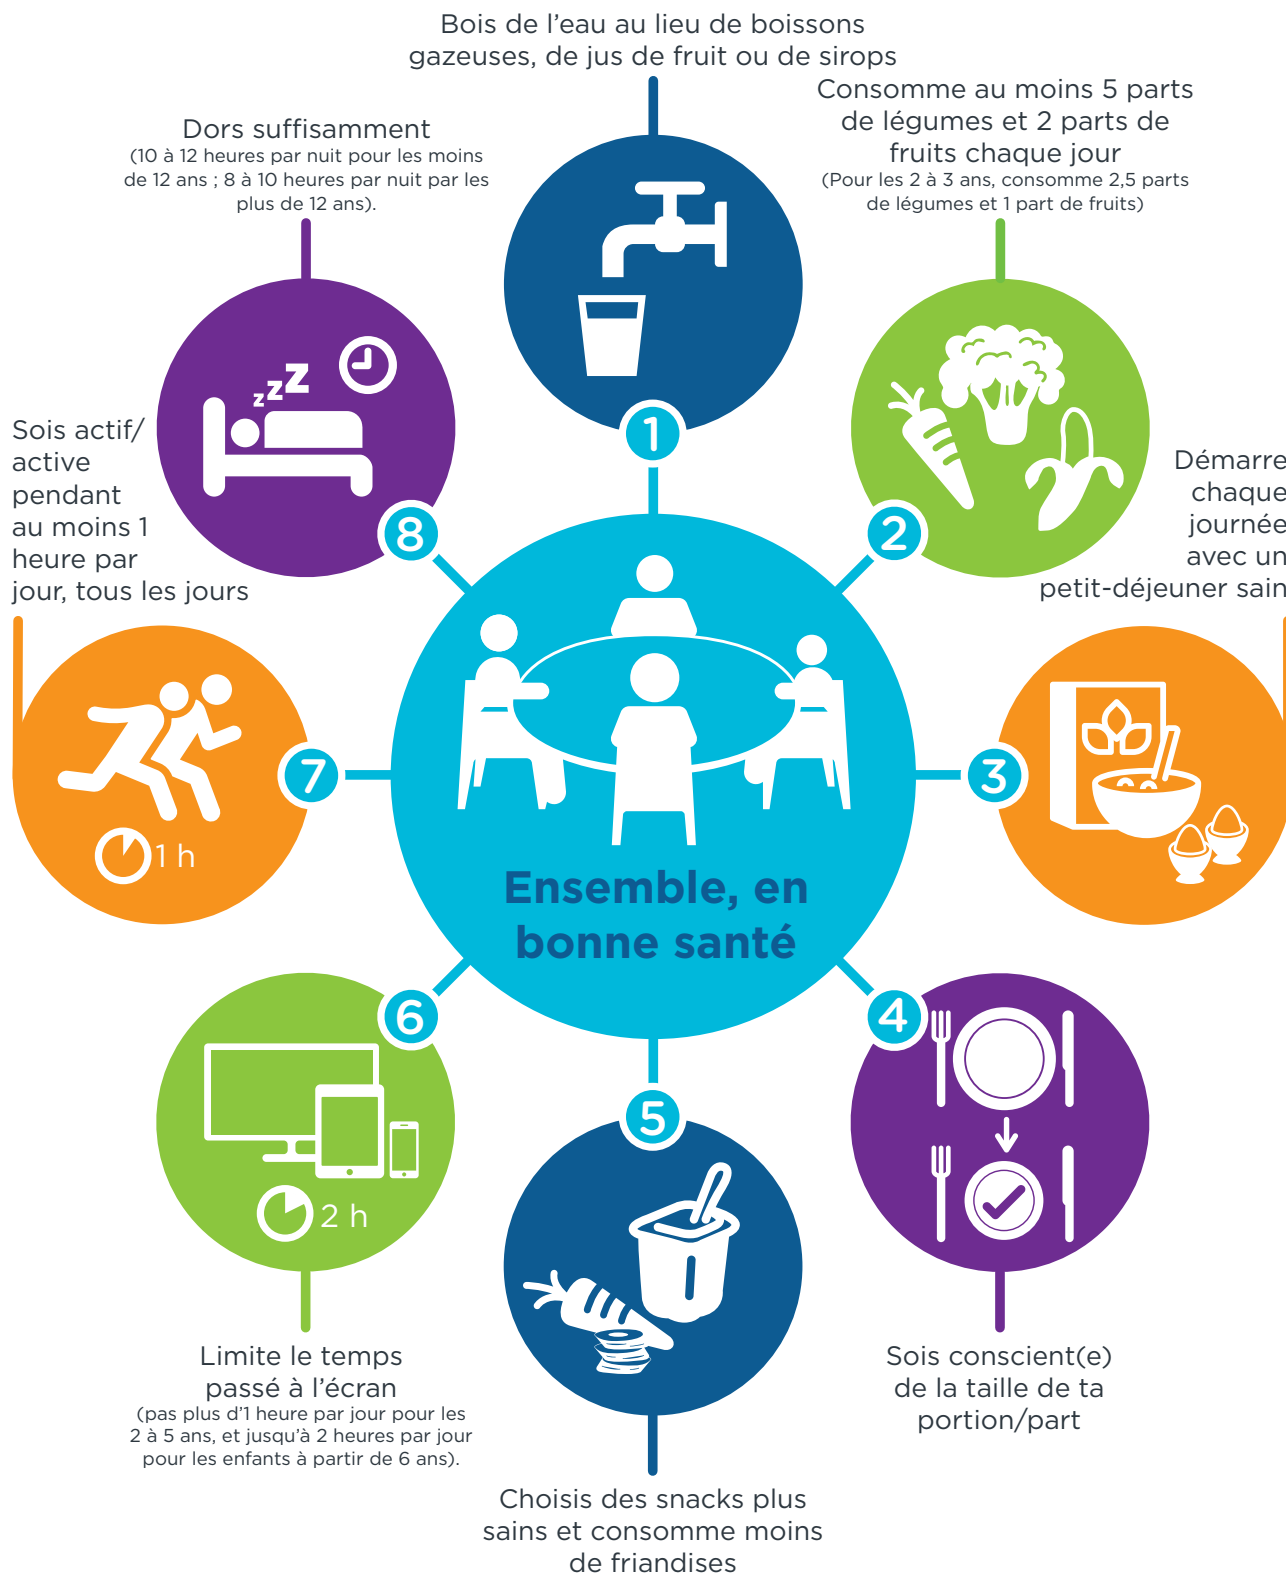 Bois de l'eau au lieu de boissons
gazeuses, de jus de fruit ou de sirops
1
Consomme au moins 5 parts
de légumes et 2 parts de
fruits chaque jour
(Pour les 2 à 3 ans, consomme 2,5 parts
de légumes et 1 part de fruits)
2
Démarre
chaque
journée
avec un
petit-déjeuner sain
3
4
Sois conscient(e)
de la taille de ta
portion/part
5
Choisis des snacks plus
sains et consomme moins
de friandises
6
2 h
Limite le temps
passé à l'écran
(pas plus d'1 heure par jour pour les
2 à 5 ans, et jusqu'à 2 heures par jour
pour les enfants à partir de 6 ans).
Sois actif/
active
pendant
au moins 1
heure par
jour, tous les jours
7
1 h
Dors suffisamment
(10 à 12 heures par nuit pour les moins
de 12 ans ; 8 à 10 heures par nuit par les
plus de 12 ans).
zzZ
8
Ensemble, en
bonne santé